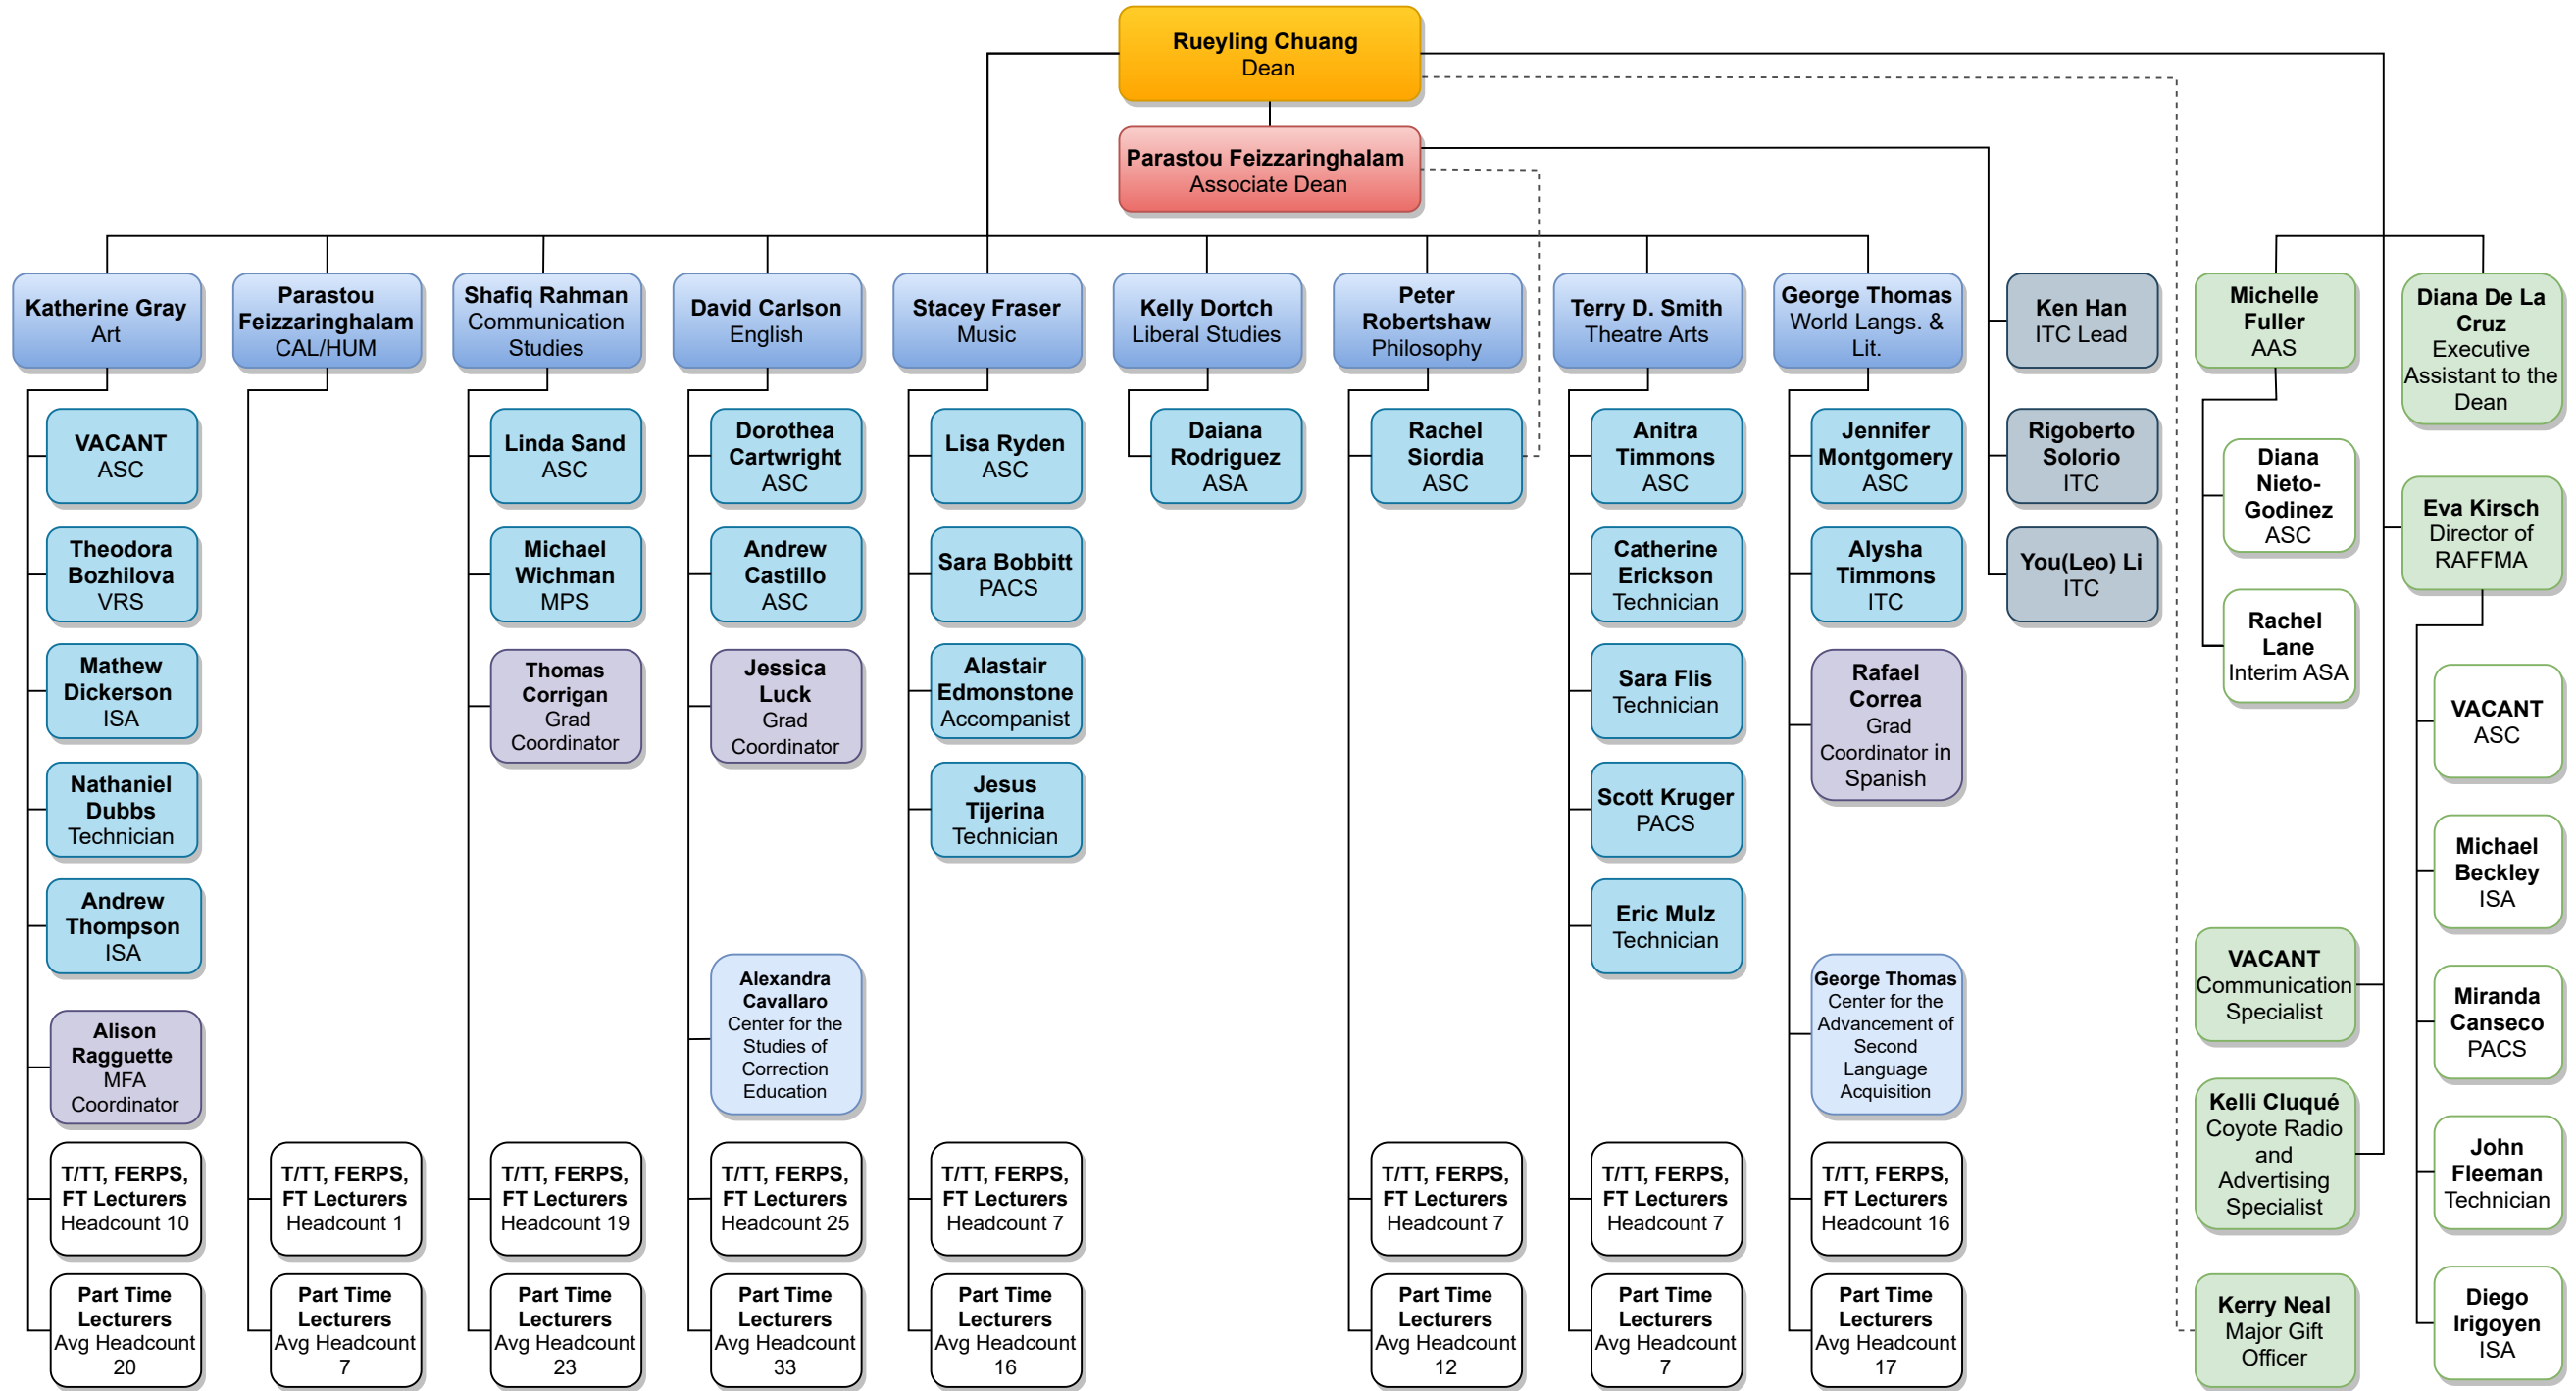 Rueyling Chuang
Dean
Parastou Feizzaringhalam
Associate Dean
Katherine Gray
Art
Parastou
Feizzaringhalam
CAL/HUM
Shafiq Rahman
Communication
Studies
David Carlson
English
Stacey Fraser
Music
Kelly Dortch
Liberal Studies
Peter
Robertshaw
Philosophy
Terry D. Smith
Theatre Arts
George Thomas
World Langs. &
Lit.
Ken Han
ITC Lead
Michelle
Fuller
AAS
Diana De La
Cruz
Executive
Assistant to the
Dean
VACANT
ASC
Theodora
Bozhilova
VRS
Mathew
Dickerson
ISA
Nathaniel
Dubbs
Technician
Andrew
Thompson
ISA
Alison
Ragguette
MFA
Coordinator
T/TT, FERPS,
FT Lecturers
Headcount 10
Part Time
Lecturers
Avg Headcount
20
T/TT, FERPS,
FT Lecturers
Headcount 1
Part Time
Lecturers
Avg Headcount
7
Linda Sand
ASC
Michael
Wichman
MPS
Thomas
Corrigan
Grad
Coordinator
T/TT, FERPS,
FT Lecturers
Headcount 19
Part Time
Lecturers
Avg Headcount
23
Dorothea
Cartwright
ASC
Andrew
Castillo
ASC
Jessica
Luck
Grad
Coordinator
Alexandra
Cavallaro
Center for the
Studies of
Correction
Education
T/TT, FERPS,
FT Lecturers
Headcount 25
Part Time
Lecturers
Avg Headcount
33
Lisa Ryden
ASC
Sara Bobbitt
PACS
Alastair
Edmonstone
Accompanist
Jesus
Tijerina
Technician
T/TT, FERPS,
FT Lecturers
Headcount 7
Part Time
Lecturers
Avg Headcount
16
Daiana
Rodriguez
ASA
Rachel
Siordia
ASC
T/TT, FERPS,
FT Lecturers
Headcount 7
Part Time
Lecturers
Avg Headcount
12
Anitra
Timmons
ASC
Catherine
Erickson
Technician
Sara Flis
Technician
Scott Kruger
PACS
Eric Mulz
Technician
T/TT, FERPS,
FT Lecturers
Headcount 7
Part Time
Lecturers
Avg Headcount
7
Jennifer
Montgomery
ASC
Alysha
Timmons
ITC
Rafael
Correa
Grad
Coordinator in
Spanish
George Thomas
Center for the
Advancement of
Second
Language
Acquisition
T/TT, FERPS,
FT Lecturers
Headcount 16
Part Time
Lecturers
Avg Headcount
17
Rigoberto
Solorio
ITC
You(Leo) Li
ITC
Diana
Nieto-
Godinez
ASC
Rachel
Lane
Interim ASA
VACANT
Communication
Specialist
Kelli Cluqué
Coyote Radio
and
Advertising
Specialist
Kerry Neal
Major Gift
Officer
Eva Kirsch
Director of
RAFFMA
VACANT
ASC
Michael
Beckley
ISA
Miranda
Canseco
PACS
John
Fleeman
Technician
Diego
Irigoyen
ISA